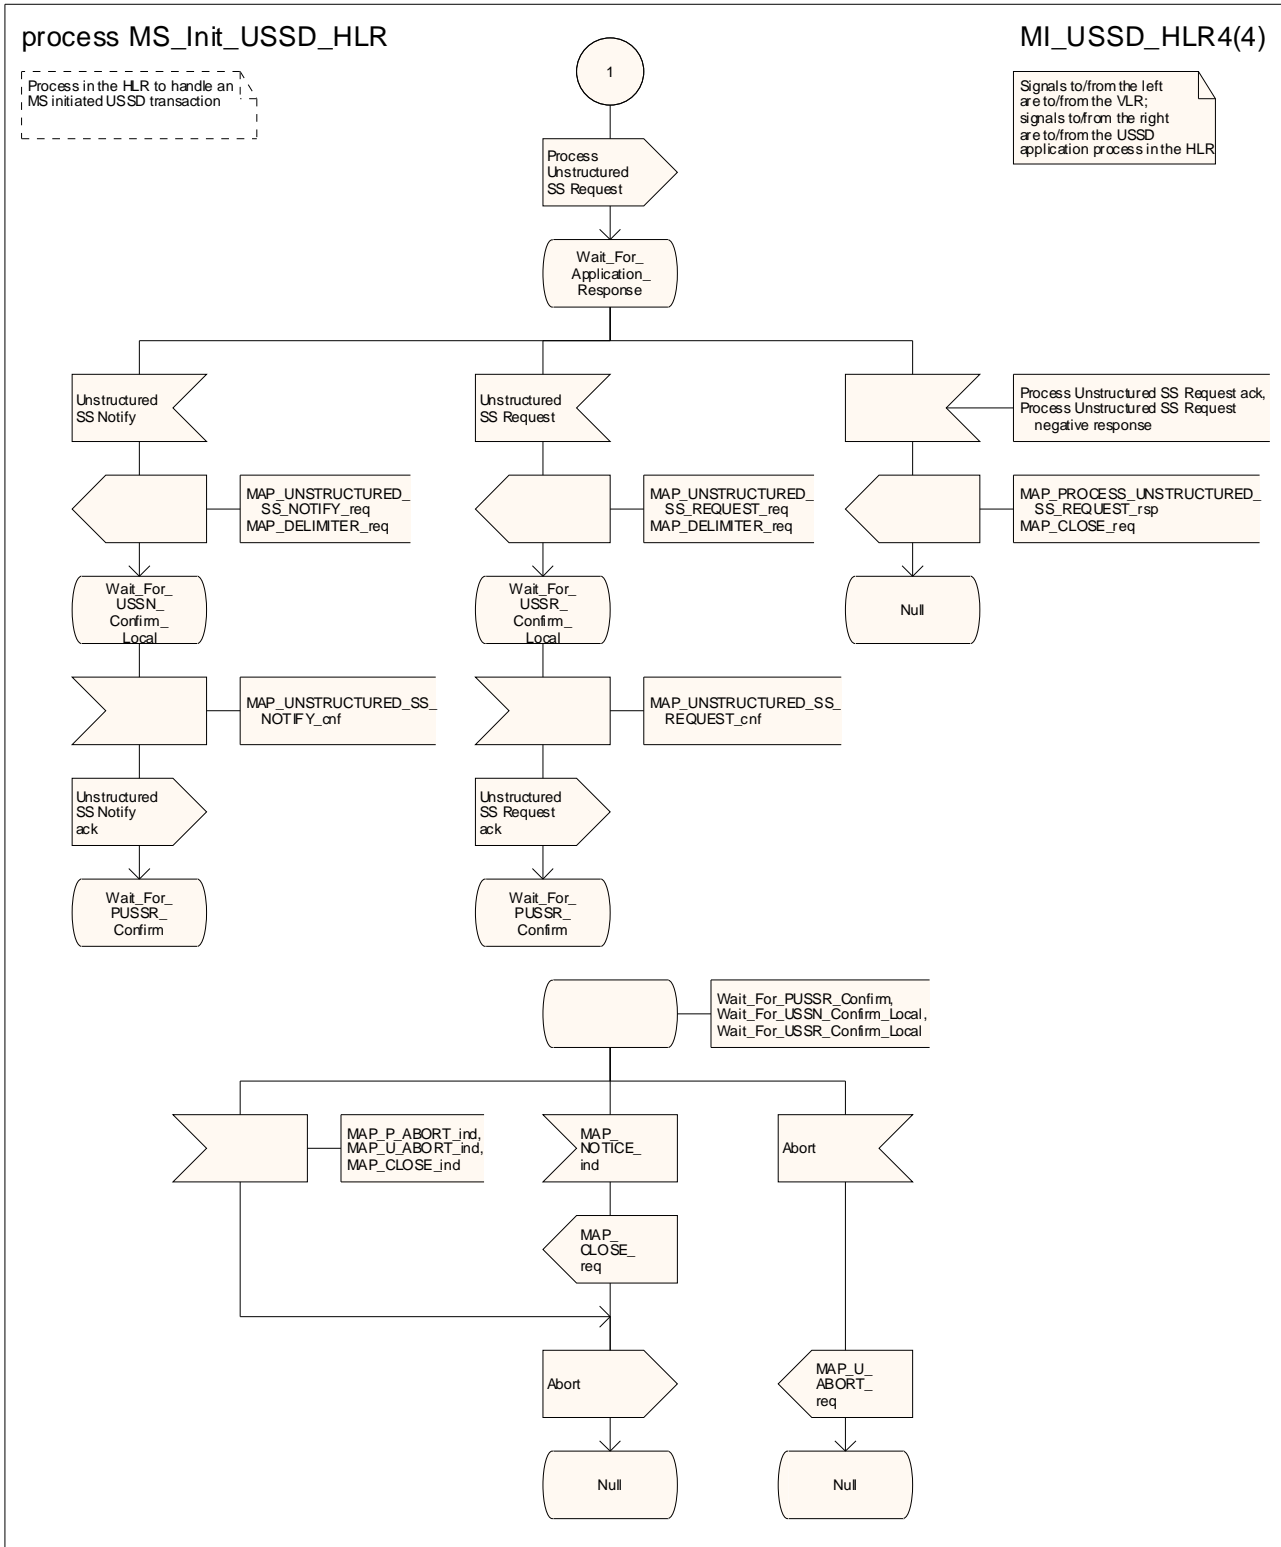 process MS_Init_USSD_HLR
MI_USSD_HLR4(4)
Process in the HLR to handle an
MS initiated USSD transaction
1
Signals to/from the left
are to/from the VLR;
signals to/from the right
are to/from the USSD
application process in the HLR
Process
Unstructured
SS Request
Wait_For_
Application_
Response
Unstructured
SS Notify
Unstructured
SS Request
Process Unstructured SS Request ack,
Process Unstructured SS Request
negative response
MAP_UNSTRUCTURED_
SS_NOTIFY_req
MAP_DELIMITER_req
MAP_UNSTRUCTURED_
SS_REQUEST_req
MAP_DELIMITER_req
MAP_PROCESS_UNSTRUCTURED_
SS_REQUEST_rsp
MAP_CLOSE_req
Wait_For_
USSN_
Confirm_
Local
Wait_For_
USSR_
Confirm_
Local
Null
MAP_UNSTRUCTURED_SS_
NOTIFY_cnf
MAP_UNSTRUCTURED_SS_
REQUEST_cnf
Unstructured
SS Notify
ack
Unstructured
SS Request
ack
Wait_For_
PUSSR_
Confirm
Wait_For_
PUSSR_
Confirm
Wait_For_PUSSR_Confirm,
Wait_For_USSN_Confirm_Local,
Wait_For_USSR_Confirm_Local
MAP_P_ABORT_ind,
MAP_U_ABORT_ind,
MAP_CLOSE_ind
MAP_
NOTICE_
ind
Abort
MAP_
CLOSE_
req
Abort
MAP_U_
ABORT_
req
Null
Null